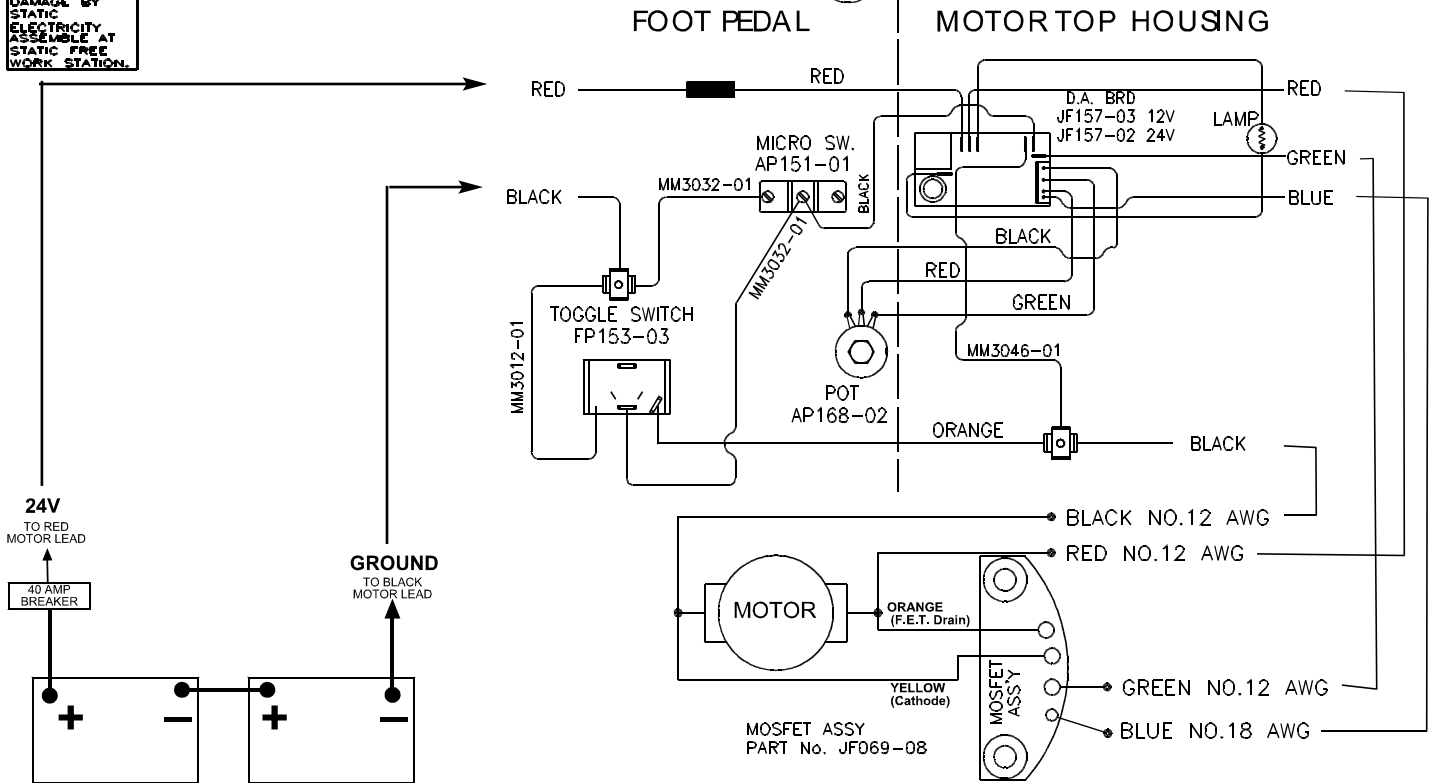 DAMAGE BY
STATIC
ELECTRICITY
ASSEMBLE AT
STATIC FREE
WORK STATION.
FOOT PEDAL
MOTOR TOP HOUSING
RED
RED
D.A. BRD
JF157-03 12V
JF157-02 24V
LAMP
RED
GREEN
BLUE
MICRO SW.
AP151-01
BLACK
MM3032-01
BLACK
MM3032-01
BLACK
RED
GREEN
TOGGLE SWITCH
FP153-03
MM3012-01
MM3046-01
POT
AP168-02
ORANGE
BLACK
24V
TO RED
MOTOR LEAD
40 AMP
BREAKER
GROUND
TO BLACK
MOTOR LEAD
BLACK NO.12 AWG
RED NO.12 AWG
MOTOR
ORANGE
(F.E.T. Drain)
YELLOW
(Cathode)
MOSFET
ASS'Y
GREEN NO.12 AWG
BLUE NO.18 AWG
MOSFET ASSY
PART No. JF069-08
+
−
+
−